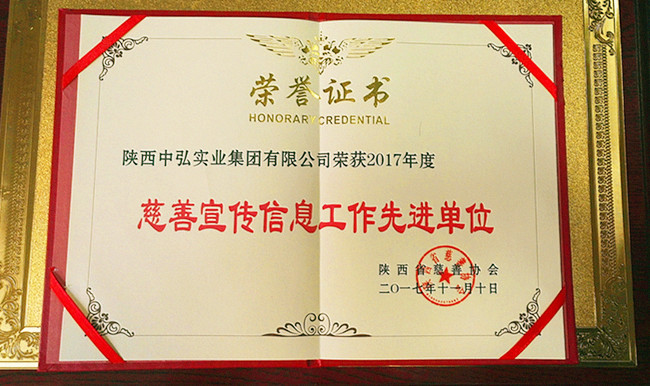 荣誉证书
HONORARY CREDENTIAL
陕西中弘实业集团有限公司荣获2017年度
慈善宣传信息工作先进单位
陕西省慈善协会
二〇一七年十一月十日